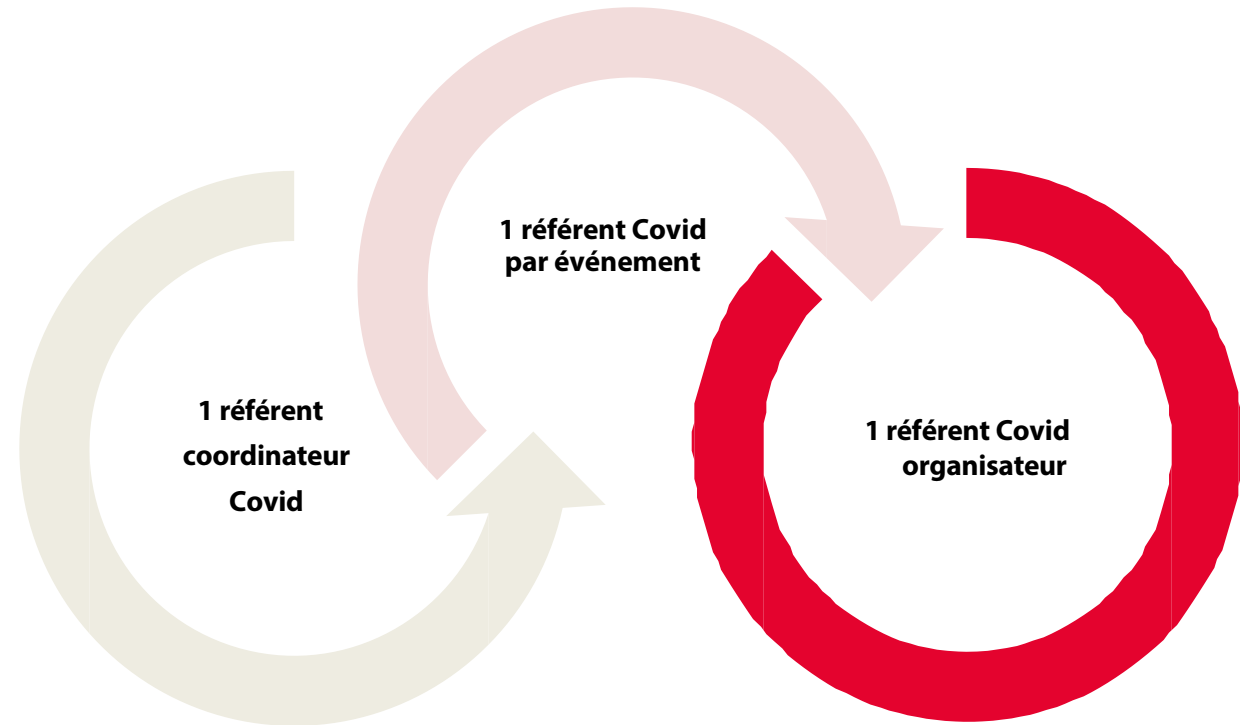 1 référent
coordinateur
Covid
1 référent Covid
par événement
1 référent Covid
organisateur